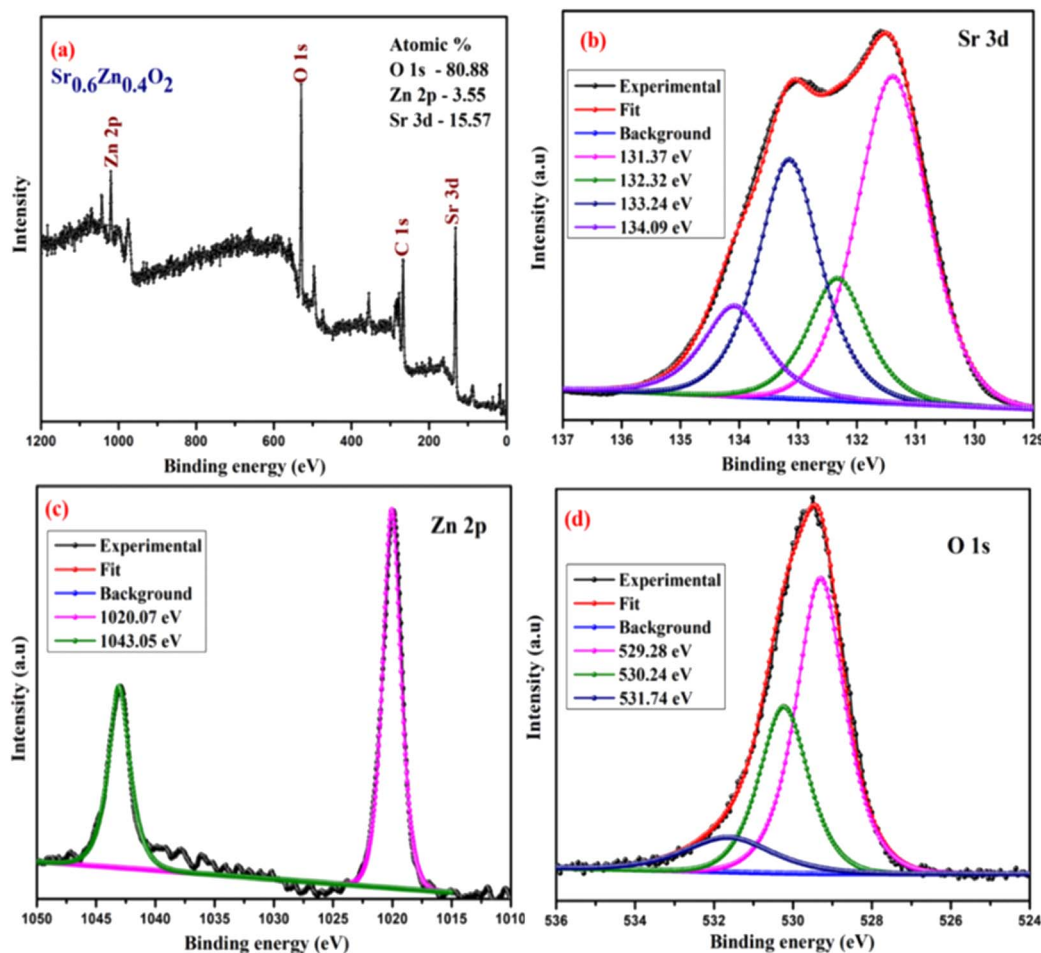 (a)
Sr0.6Zn0.4O2
Atomic %
O 1s - 80.88
Zn 2p - 3.55
Sr 3d - 15.57
Zn 2p
O 1s
C 1s
Sr 3d
Intensity
1200 1000 800 600 400 200 0
Binding energy (eV)
(b)
Sr 3d
Experimental
Fit
Background
131.37 eV
132.32 eV
133.24 eV
134.09 eV
Intensity (a.u)
137 136 135 134 133 132 131 130 129
Binding energy (eV)
(c)
Zn 2p
Experimental
Fit
Background
1020.07 eV
1043.05 eV
Intensity (a.u)
1050 1045 1040 1035 1030 1025 1020 1015 1010
Binding energy (eV)
(d)
O 1s
Experimental
Fit
Background
529.28 eV
530.24 eV
531.74 eV
Intensity (a.u)
536 534 532 530 528 526 524
Binding energy (eV)